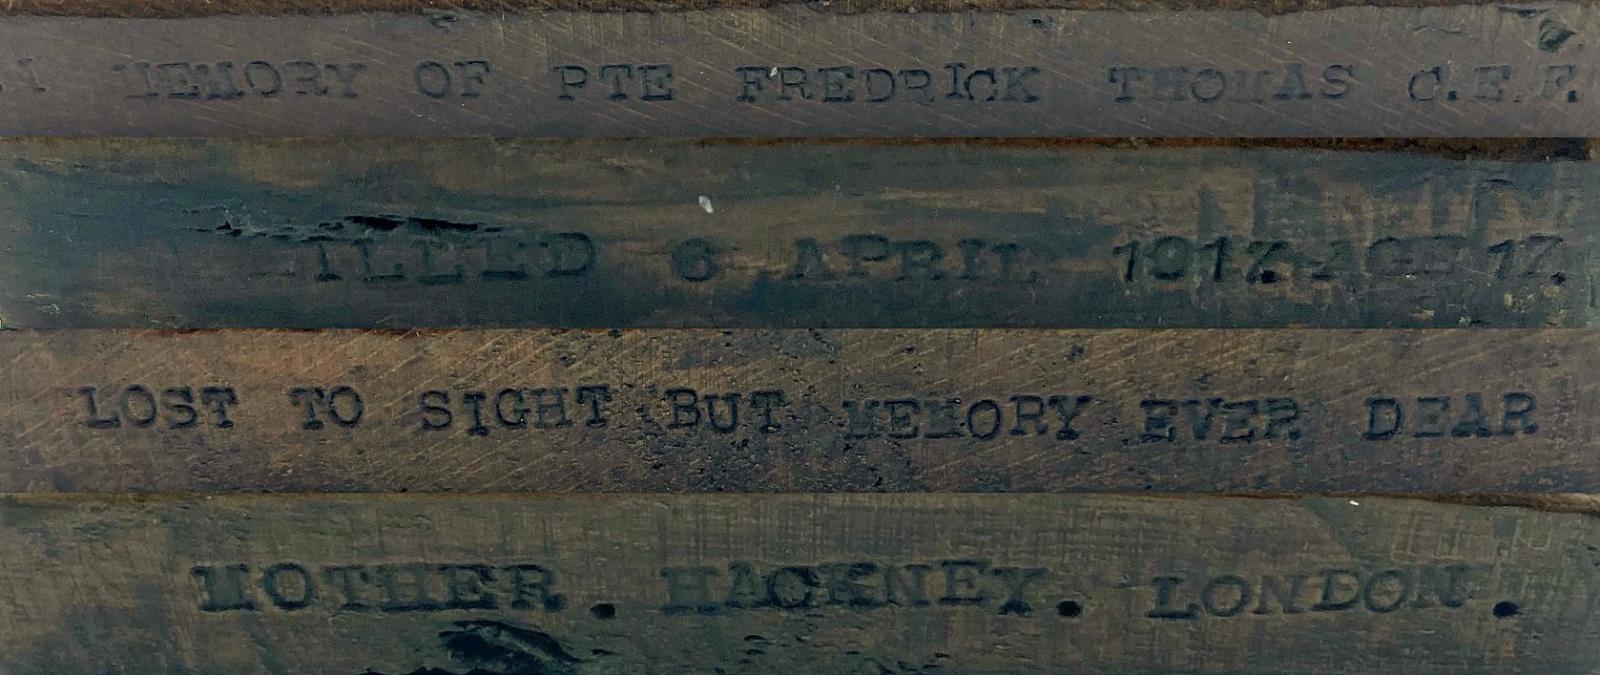 MEMORY OF PTE FREDRICK THOMAS C.E.F.
ILLED 6 APRIL 1917. AGE 17.
LOST TO SIGHT BUT MEMORY EVER DEAR
MOTHER. HACKNEY. LONDON.